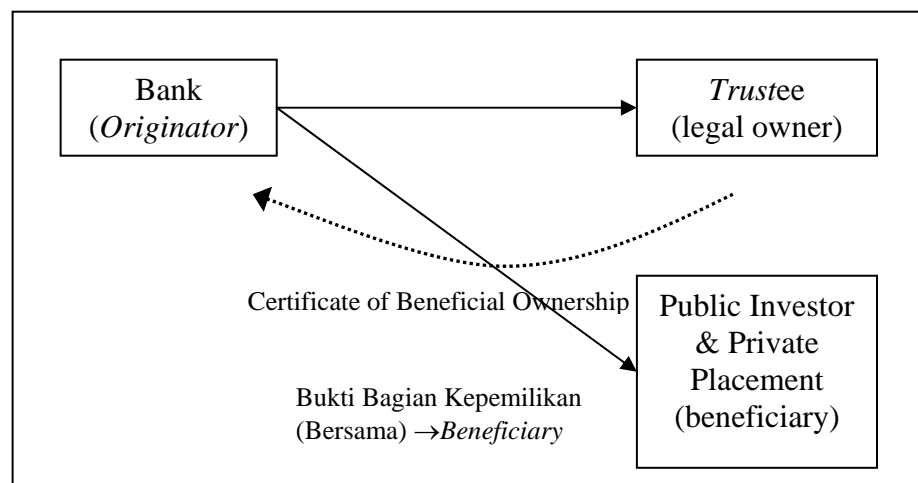 Bank
(Originator)
Trustee
(legal owner)
Certificate of Beneficial Ownership
Public Investor
& Private
Placement
(beneficiary)
Bukti Bagian Kepemilikan
(Bersama) →Beneficiary